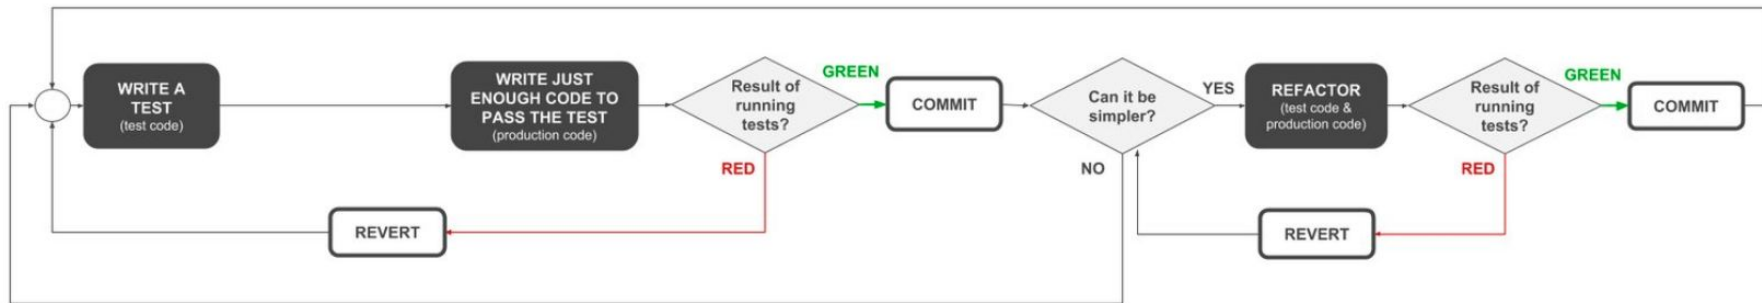 WRITE A
TEST
(test code)
WRITE JUST
ENOUGH CODE TO
PASS THE TEST
(production code)
Result of
running
tests?
GREEN
COMMIT
RED
REVERT
Can it be
simpler?
YES
NO
REFACTOR
(test code &
production code)
Result of
running
tests?
GREEN
COMMIT
RED
REVERT